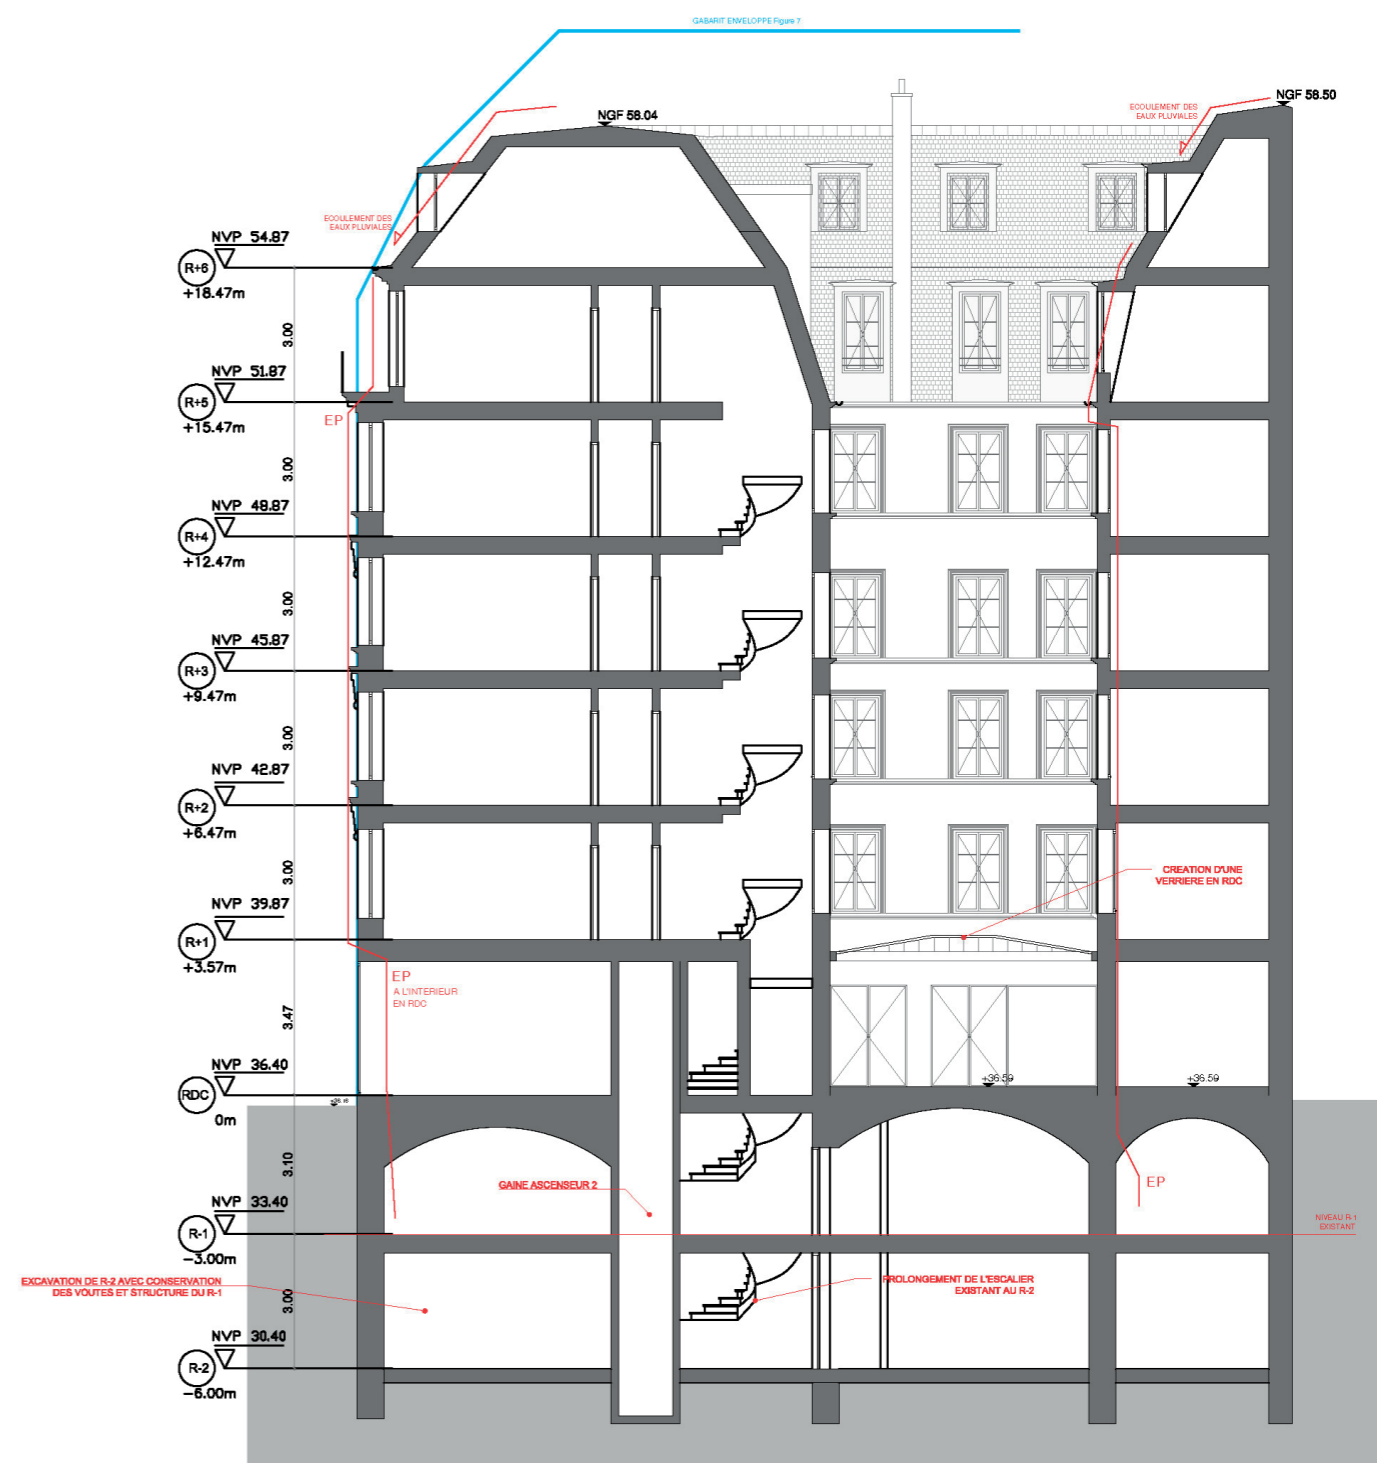 GABARIT ENVELOPPE Figure 7
NGF 58.50
ECOULEMENT DES
EAUX PLUVIALES
NGF 58.04
ECOULEMENT DES
EAUX PLUVIALES
NVP 54.87
R+6
+18.47m
3.00
NVP 51.87
R+5
+15.47m
EP
3.00
NVP 48.87
R+4
+12.47m
3.00
NVP 45.87
R+3
+9.47m
3.00
NVP 42.87
R+2
+6.47m
3.00
CREATION D'UNE
VERRIERE EN RDC
NVP 39.87
R+1
+3.57m
EP
A L'INTERIEUR
EN RDC
3.47
NVP 36.40
RDC
0m
+36.59
+36.59
3.10
GAINE ASCENSEUR 2
EP
NVP 33.40
R-1
-3.00m
NIVEAU R-1
EXISTANT
EXCAVATION DE R-2 AVEC CONSERVATION
DES VOUTES ET STRUCTURE DU R-1
3.00
PROLONGEMENT DE L'ESCALIER
EXISTANT AU R-2
NVP 30.40
R-2
-6.00m